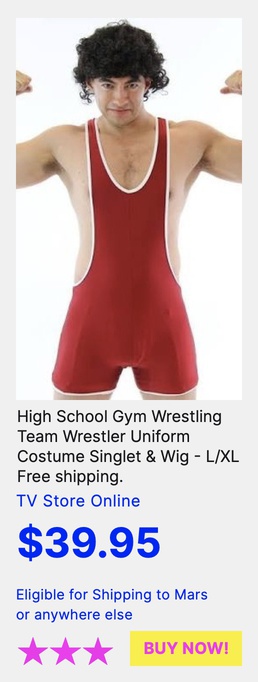 High School Gym Wrestling
Team Wrestler Uniform
Costume Singlet & Wig - L/XL
Free shipping.
TV Store Online
$39.95
Eligible for Shipping to Mars
or anywhere else
BUY NOW!